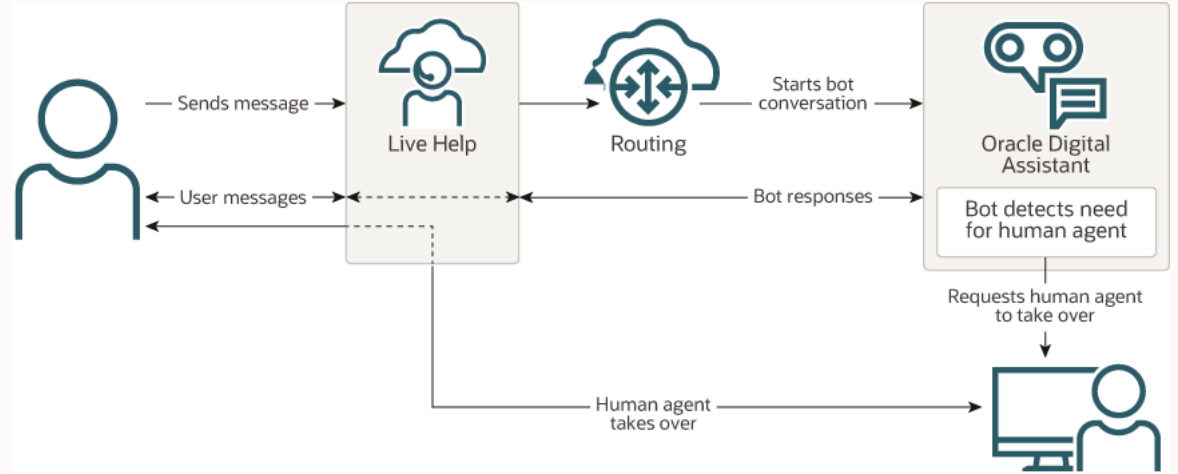 Sends message
Live Help
Routing
Starts bot
conversation
Oracle Digital
Assistant
User messages
Bot responses
Bot detects need
for human agent
Requests human agent
to take over
Human agent
takes over